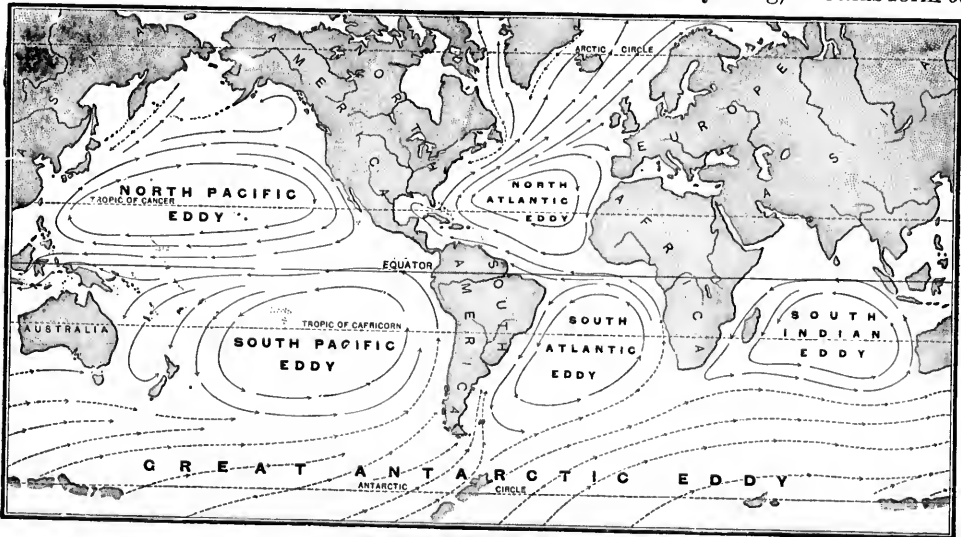 ARCTIC CIRCLE
AMERICA
NORTH
EUROPE
ASIA
NORTH PACIFIC
TROPIC OF CANCER
EDDY
NORTH
ATLANTIC
EDDY
AFRICA
EQUATOR
SOUTH
AMERICA
AUSTRALIA
TROPIC OF CAPRICORN
SOUTH PACIFIC
EDDY
SOUTH
ATLANTIC
EDDY
SOUTH
INDIAN
EDDY
GREAT ANTARCTIC EDDY
ANTARCTIC CIRCLE